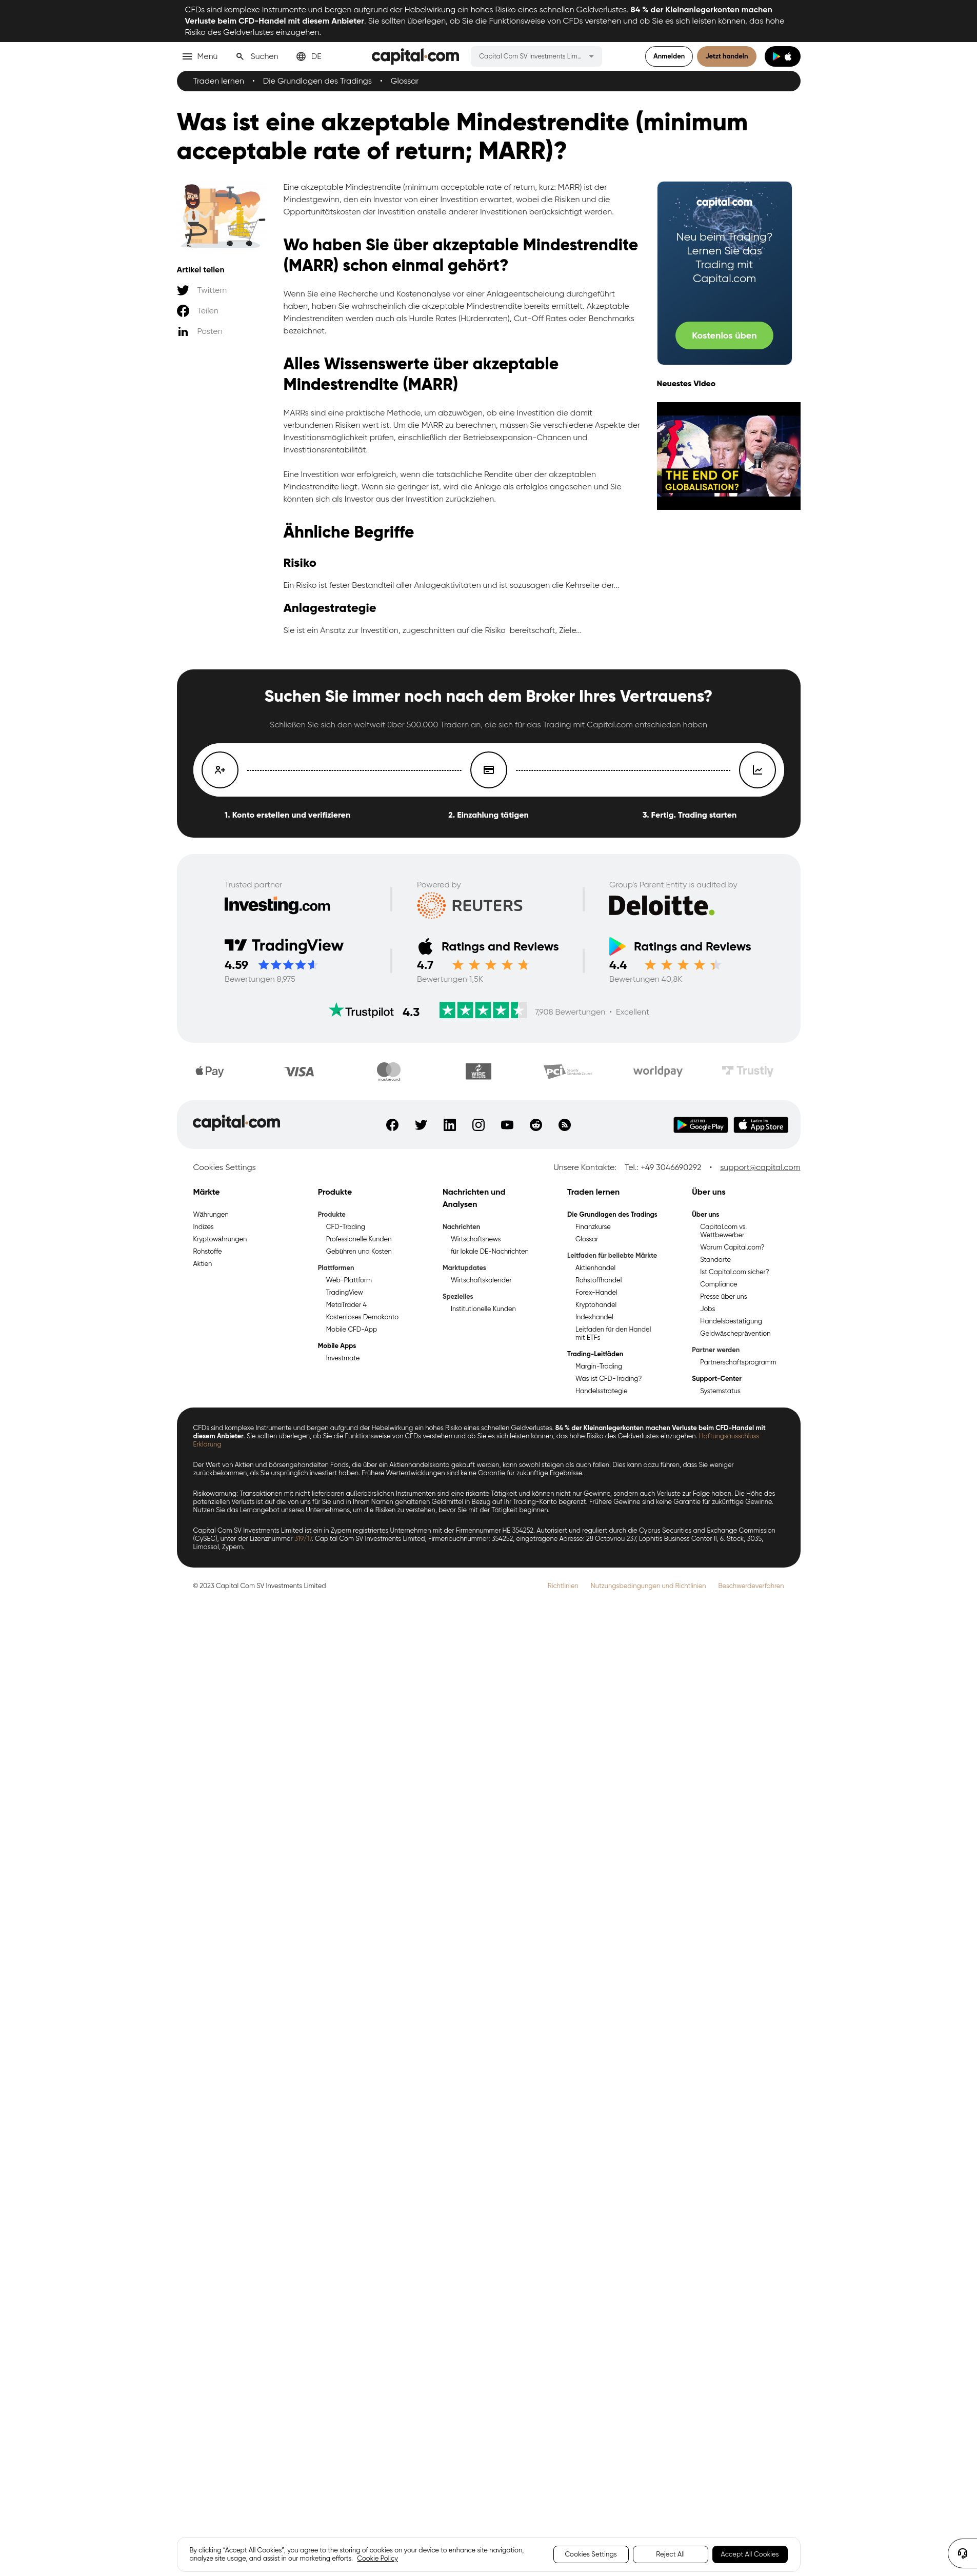 CFDs sind komplexe Instrumente und bergen aufgrund der Hebelwirkung ein hohes Risiko eines schnellen Geldverlustes. 84 % der Kleinanlegerkonten machen
Verluste beim CFD-Handel mit diesem Anbieter. Sie sollten überlegen, ob Sie die Funktionsweise von CFDs verstehen und ob Sie es sich leisten können, das hohe
Risiko des Geldverlustes einzugehen.
Menü
Suchen
DE
capital.com
Capital Com SV Investments Lim...
Anmelden
Jetzt handeln
Traden lernen • Die Grundlagen des Tradings • Glossar
Was ist eine akzeptable Mindestrendite (minimum
acceptable rate of return; MARR)?
Artikel teilen
Twittern
Teilen
Posten
Eine akzeptable Mindestrendite (minimum acceptable rate of return, kurz: MARR) ist der
Mindestgewinn, den ein Investor von einer Investition erwartet, wobei die Risiken und die
Opportunitätskosten der Investition anstelle anderer Investitionen berücksichtigt werden.
Wo haben Sie über akzeptable Mindestrendite
(MARR) schon einmal gehört?
Wenn Sie eine Recherche und Kostenanalyse vor einer Anlageentscheidung durchgeführt
haben, haben Sie wahrscheinlich die akzeptable Mindestrendite bereits ermittelt. Akzeptable
Mindestrenditen werden auch als Hurdle Rates (Hürdenraten), Cut-Off Rates oder Benchmarks
bezeichnet.
Alles Wissenswerte über akzeptable
Mindestrendite (MARR)
MARRs sind eine praktische Methode, um abzuwägen, ob eine Investition die damit
verbundenen Risiken wert ist. Um die MARR zu berechnen, müssen Sie verschiedene Aspekte der
Investitionsmöglichkeit prüfen, einschließlich der Betriebsexpansion-Chancen und
Investitionsrentabilität.
Eine Investition war erfolgreich, wenn die tatsächliche Rendite über der akzeptablen
Mindestrendite liegt. Wenn sie geringer ist, wird die Anlage als erfolglos angesehen und Sie
könnten sich als Investor aus der Investition zurückziehen.
Ähnliche Begriffe
Risiko
Ein Risiko ist fester Bestandteil aller Anlageaktivitäten und ist sozusagen die Kehrseite der...
Anlagestrategie
Sie ist ein Ansatz zur Investition, zugeschnitten auf die Risiko bereitschaft, Ziele...
capital.com
Neu beim Trading?
Lernen Sie das
Trading mit
Capital.com
Kostenlos üben
Neuestes Video
THE END OF
GLOBALISATION?
Suchen Sie immer noch nach dem Broker Ihres Vertrauens?
Schließen Sie sich den weltweit über 500.000 Tradern an, die sich für das Trading mit Capital.com entschieden haben
1. Konto erstellen und verifizieren
2. Einzahlung tätigen
3. Fertig. Trading starten
Trusted partner
Investing.com
Powered by
REUTERS
Group's Parent Entity is audited by
Deloitte.
TradingView
4.59
Bewertungen 8,975
Ratings and Reviews
4.7
Bewertungen 1,5K
Ratings and Reviews
4.4
Bewertungen 40,8K
Trustpilot 4.3
7,908 Bewertungen • Excellent
Pay
VISA
mastercard
WIRE
PCI
worldpay
Trustly
capital.com
JETZT BEI
Google Play
Laden im
App Store
Cookies Settings
Unsere Kontakte: Tel.: +49 3046690292 • support@capital.com
Märkte
Währungen
Indizes
Kryptowährungen
Rohstoffe
Aktien
Produkte
Produkte
CFD-Trading
Professionelle Kunden
Gebühren und Kosten
Plattformen
Web-Plattform
TradingView
MetaTrader 4
Kostenloses Demokonto
Mobile CFD-App
Mobile Apps
Investmate
Nachrichten und
Analysen
Nachrichten
Wirtschaftsnews
für lokale DE-Nachrichten
Marktupdates
Wirtschaftskalender
Spezielles
Institutionelle Kunden
Traden lernen
Die Grundlagen des Tradings
Finanzkurse
Glossar
Leitfaden für beliebte Märkte
Aktienhandel
Rohstoffhandel
Forex-Handel
Kryptohandel
Indexhandel
Leitfaden für den Handel
mit ETFs
Trading-Leitfäden
Margin-Trading
Was ist CFD-Trading?
Handelsstrategie
Über uns
Über uns
Capital.com vs.
Wettbewerber
Warum Capital.com?
Standorte
Ist Capital.com sicher?
Compliance
Presse über uns
Jobs
Handelsbestätigung
Geldwäscheprävention
Partner werden
Partnerschaftsprogramm
Support-Center
Systemstatus
CFDs sind komplexe Instrumente und bergen aufgrund der Hebelwirkung ein hohes Risiko eines schnellen Geldverlustes. 84 % der Kleinanlegerkonten machen Verluste beim CFD-Handel mit
diesem Anbieter. Sie sollten überlegen, ob Sie die Funktionsweise von CFDs verstehen und ob Sie es sich leisten können, das hohe Risiko des Geldverlustes einzugehen. Haftungsausschluss-
Erklärung
Der Wert von Aktien und börsengehandelten Fonds, die über ein Aktienhandelskonto gekauft werden, kann sowohl steigen als auch fallen. Dies kann dazu führen, dass Sie weniger
zurückbekommen, als Sie ursprünglich investiert haben. Frühere Wertentwicklungen sind keine Garantie für zukünftige Ergebnisse.
Risikowarnung: Transaktionen mit nicht lieferbaren außerbörslichen Instrumenten sind eine riskante Tätigkeit und können nicht nur Gewinne, sondern auch Verluste zur Folge haben. Die Höhe des
potenziellen Verlusts ist auf die von uns für Sie und in Ihrem Namen gehaltenen Geldmittel in Bezug auf Ihr Trading-Konto begrenzt. Frühere Gewinne sind keine Garantie für zukünftige Gewinne.
Nutzen Sie das Lernangebot unseres Unternehmens, um die Risiken zu verstehen, bevor Sie mit der Tätigkeit beginnen.
Capital Com SV Investments Limited ist ein in Zypern registriertes Unternehmen mit der Firmennummer HE 354252. Autorisiert und reguliert durch die Cyprus Securities and Exchange Commission
(CySEC), unter der Lizenznummer 319/17. Capital Com SV Investments Limited, Firmenbuchnummer: 354252, eingetragene Adresse: 28 Octovriou 237, Lophitis Business Center II, 6. Stock, 3035,
Limassol, Zypern.
© 2023 Capital Com SV Investments Limited
Richtlinien
Nutzungsbedingungen und Richtlinien
Beschwerdeverfahren
By clicking "Accept All Cookies", you agree to the storing of cookies on your device to enhance site navigation,
analyze site usage, and assist in our marketing efforts. Cookie Policy
Cookies Settings
Reject All
Accept All Cookies